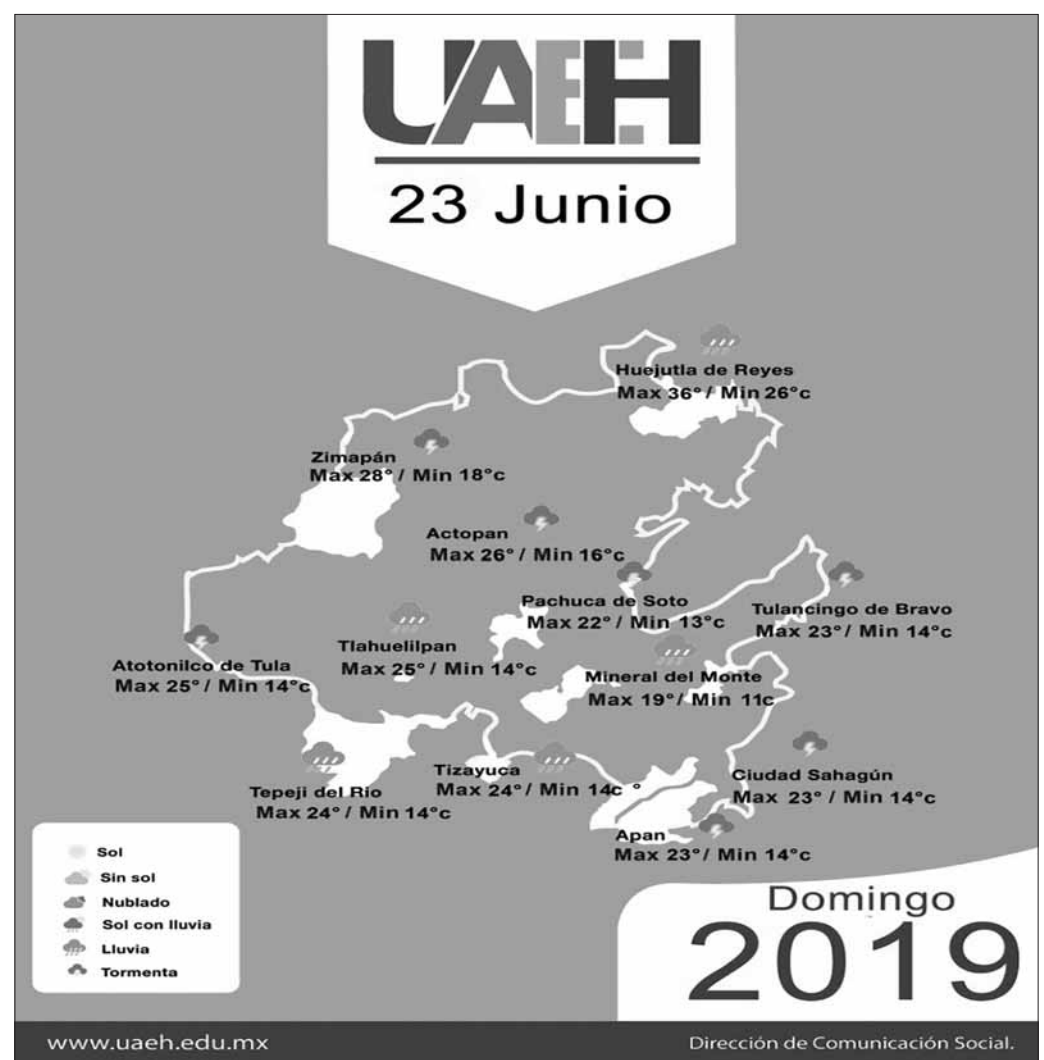 UAEH
23 Junio
Huejutla de Reyes
Max 36° / Min 26°c
Zimapán
Max 28° / Min 18°c
Actopan
Max 26° / Min 16°c
Pachuca de Soto
Max 22° / Min 13°c
Tulancingo de Bravo
Max 23° / Min 14°c
Tlahuelilpan
Max 25° / Min 14°c
Atotonilco de Tula
Max 25° / Min 14°c
Mineral del Monte
Max 19° / Min 11c
Tizayuca
Max 24° / Min 14c °
Ciudad Sahagún
Max 23° / Min 14°c
Tepeji del Río
Max 24° / Min 14°c
Apan
Max 23° / Min 14°c
Sol
Sin sol
Nublado
Sol con lluvia
Lluvia
Tormenta
Domingo
2019
www.uaeh.edu.mx
Dirección de Comunicación Social.